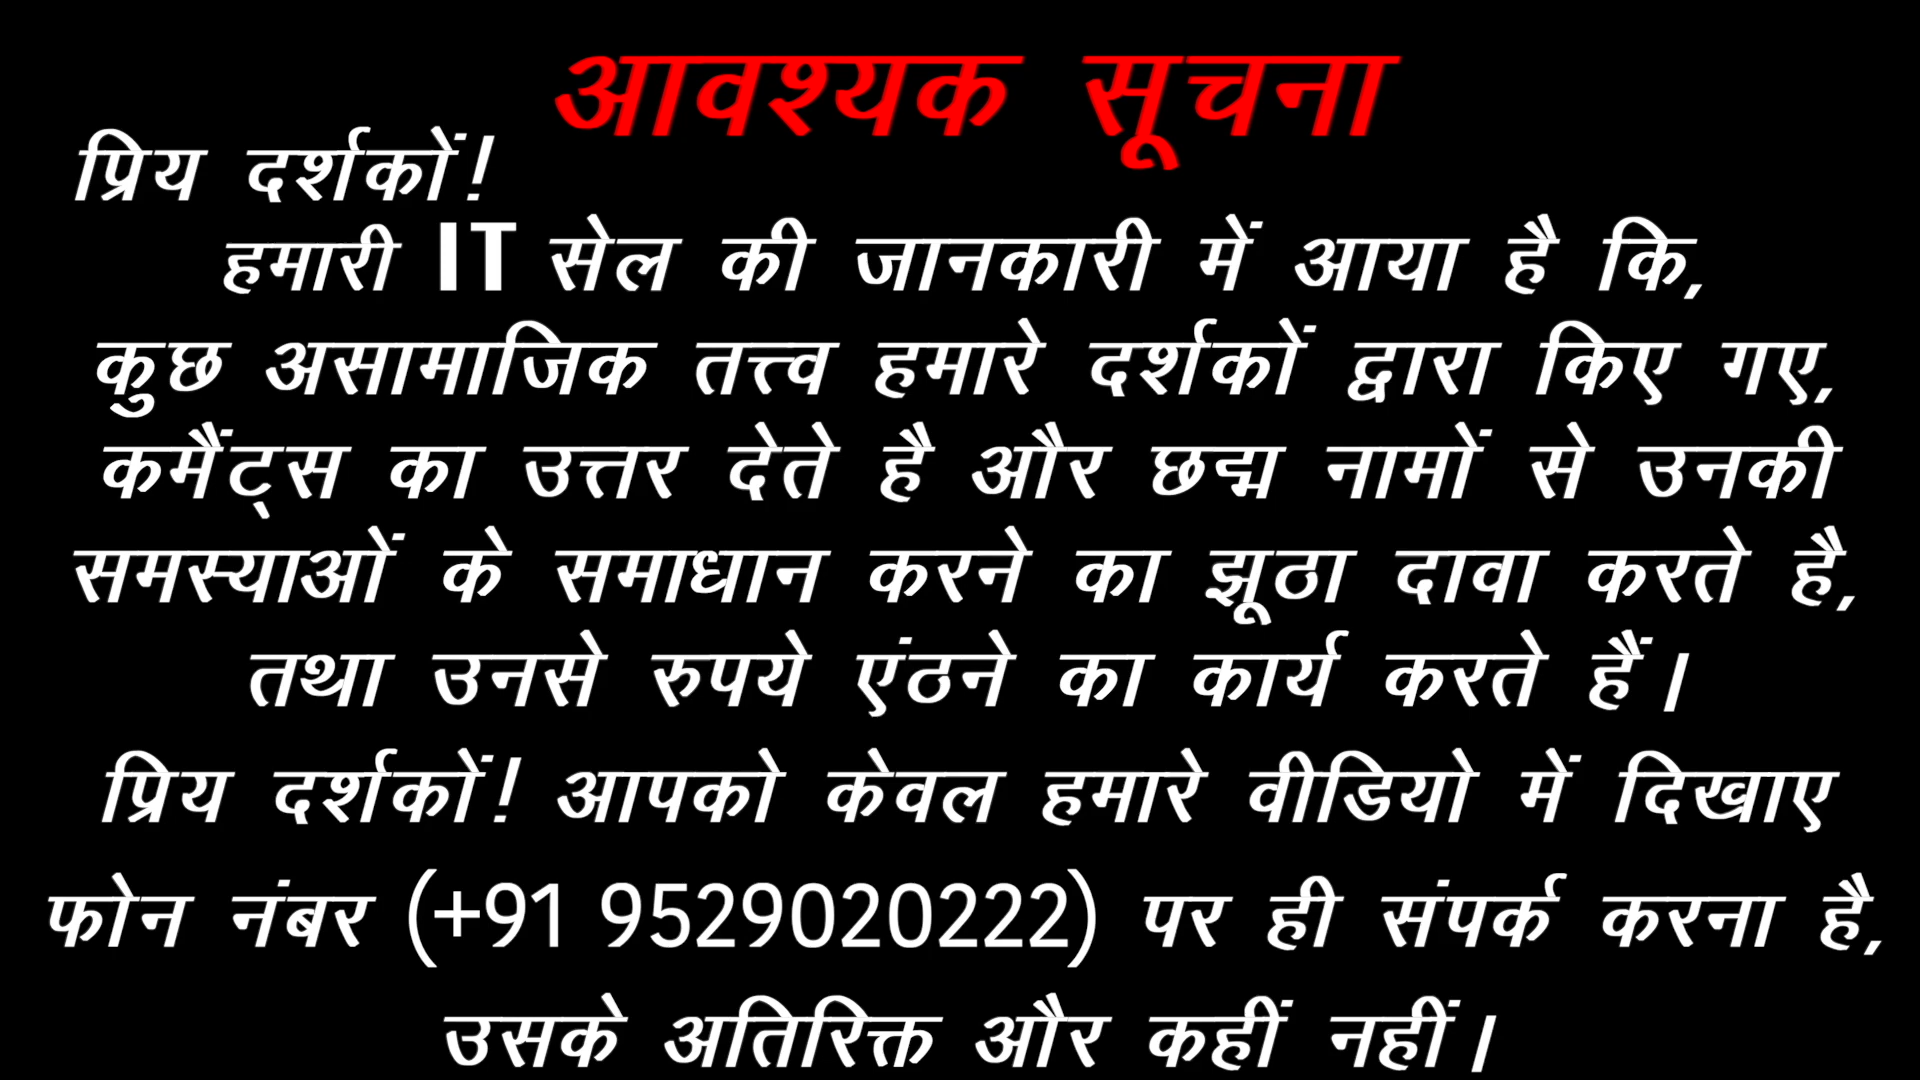 आवश्यक सूचना
प्रिय दर्शकों!
हमारी IT सेल की जानकारी में आया है कि,
कुछ असामाजिक तत्त्व हमारे दर्शकों द्वारा किए गए,
कमैंट्स का उत्तर देते है और छद्म नामों से उनकी
समस्याओं के समाधान करने का झूठा दावा करते है,
तथा उनसे रुपये एंठने का कार्य करते हैं।
प्रिय दर्शकों! आपको केवल हमारे वीडियो में दिखाए
फोन नंबर (+91 9529020222) पर ही संपर्क करना है,
उसके अतिरिक्त और कहीं नहीं।